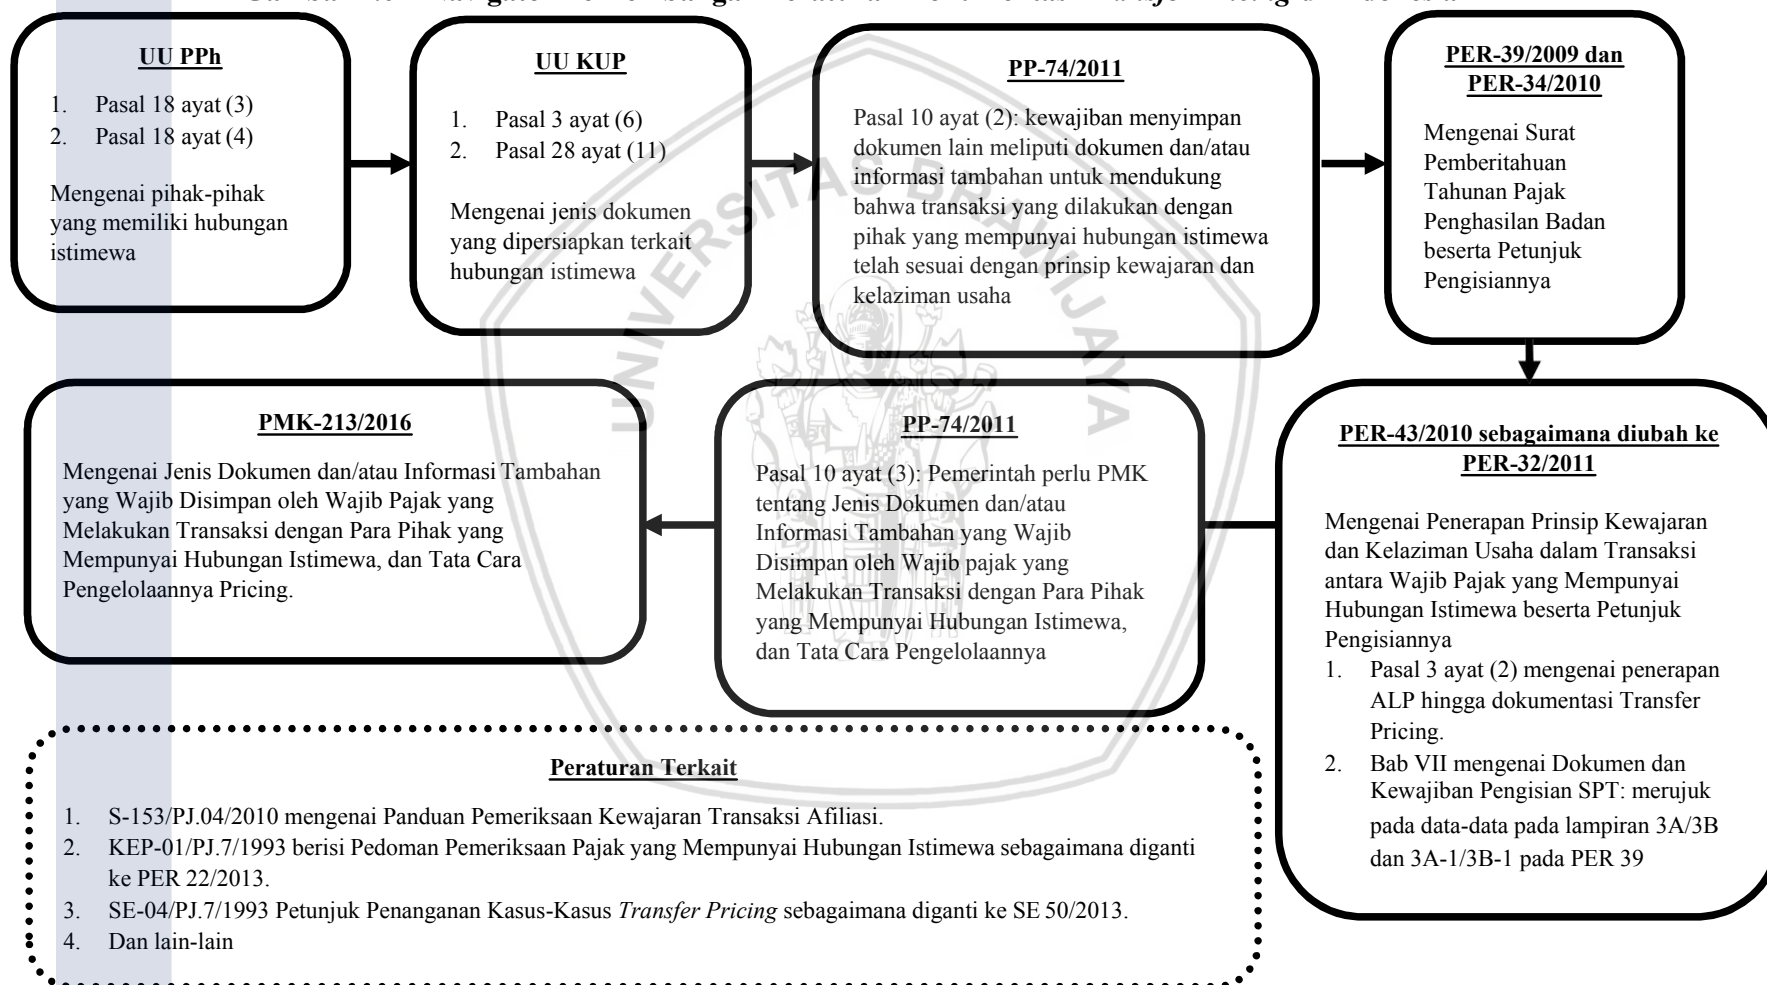 UU PPh
1. Pasal 18 ayat (3)
2. Pasal 18 ayat (4)
Mengenai pihak-pihak
yang memiliki hubungan
istimewa
UU KUP
1. Pasal 3 ayat (6)
2. Pasal 28 ayat (11)
Mengenai jenis dokumen
yang dipersiapkan terkait
hubungan istimewa
PP-74/2011
Pasal 10 ayat (2): kewajiban menyimpan
dokumen lain meliputi dokumen dan/atau
informasi tambahan untuk mendukung
bahwa transaksi yang dilakukan dengan
pihak yang mempunyai hubungan istimewa
telah sesuai dengan prinsip kewajaran dan
kelaziman usaha
PER-39/2009 dan
PER-34/2010
Mengenai Surat
Pemberitahuan
Tahunan Pajak
Penghasilan Badan
beserta Petunjuk
Pengisiannya
PER-43/2010 sebagaimana diubah ke
PER-32/2011
Mengenai Penerapan Prinsip Kewajaran
dan Kelaziman Usaha dalam Transaksi
antara Wajib Pajak yang Mempunyai
Hubungan Istimewa beserta Petunjuk
Pengisiannya
1. Pasal 3 ayat (2) mengenai penerapan
ALP hingga dokumentasi Transfer
Pricing.
2. Bab VII mengenai Dokumen dan
Kewajiban Pengisian SPT: merujuk
pada data-data pada lampiran 3A/3B
dan 3A-1/3B-1 pada PER 39
PP-74/2011
Pasal 10 ayat (3): Pemerintah perlu PMK
tentang Jenis Dokumen dan/atau
Informasi Tambahan yang Wajib
Disimpan oleh Wajib pajak yang
Melakukan Transaksi dengan Para Pihak
yang Mempunyai Hubungan Istimewa,
dan Tata Cara Pengelolaannya
PMK-213/2016
Mengenai Jenis Dokumen dan/atau Informasi Tambahan
yang Wajib Disimpan oleh Wajib Pajak yang
Melakukan Transaksi dengan Para Pihak yang
Mempunyai Hubungan Istimewa, dan Tata Cara
Pengelolaannya Pricing.
Peraturan Terkait
1. S-153/PJ.04/2010 mengenai Panduan Pemeriksaan Kewajaran Transaksi Afiliasi.
2. KEP-01/PJ.7/1993 berisi Pedoman Pemeriksaan Pajak yang Mempunyai Hubungan Istimewa sebagaimana diganti
ke PER 22/2013.
3. SE-04/PJ.7/1993 Petunjuk Penanganan Kasus-Kasus Transfer Pricing sebagaimana diganti ke SE 50/2013.
4. Dan lain-lain
UNIVERSITAS BRAWIJAYA